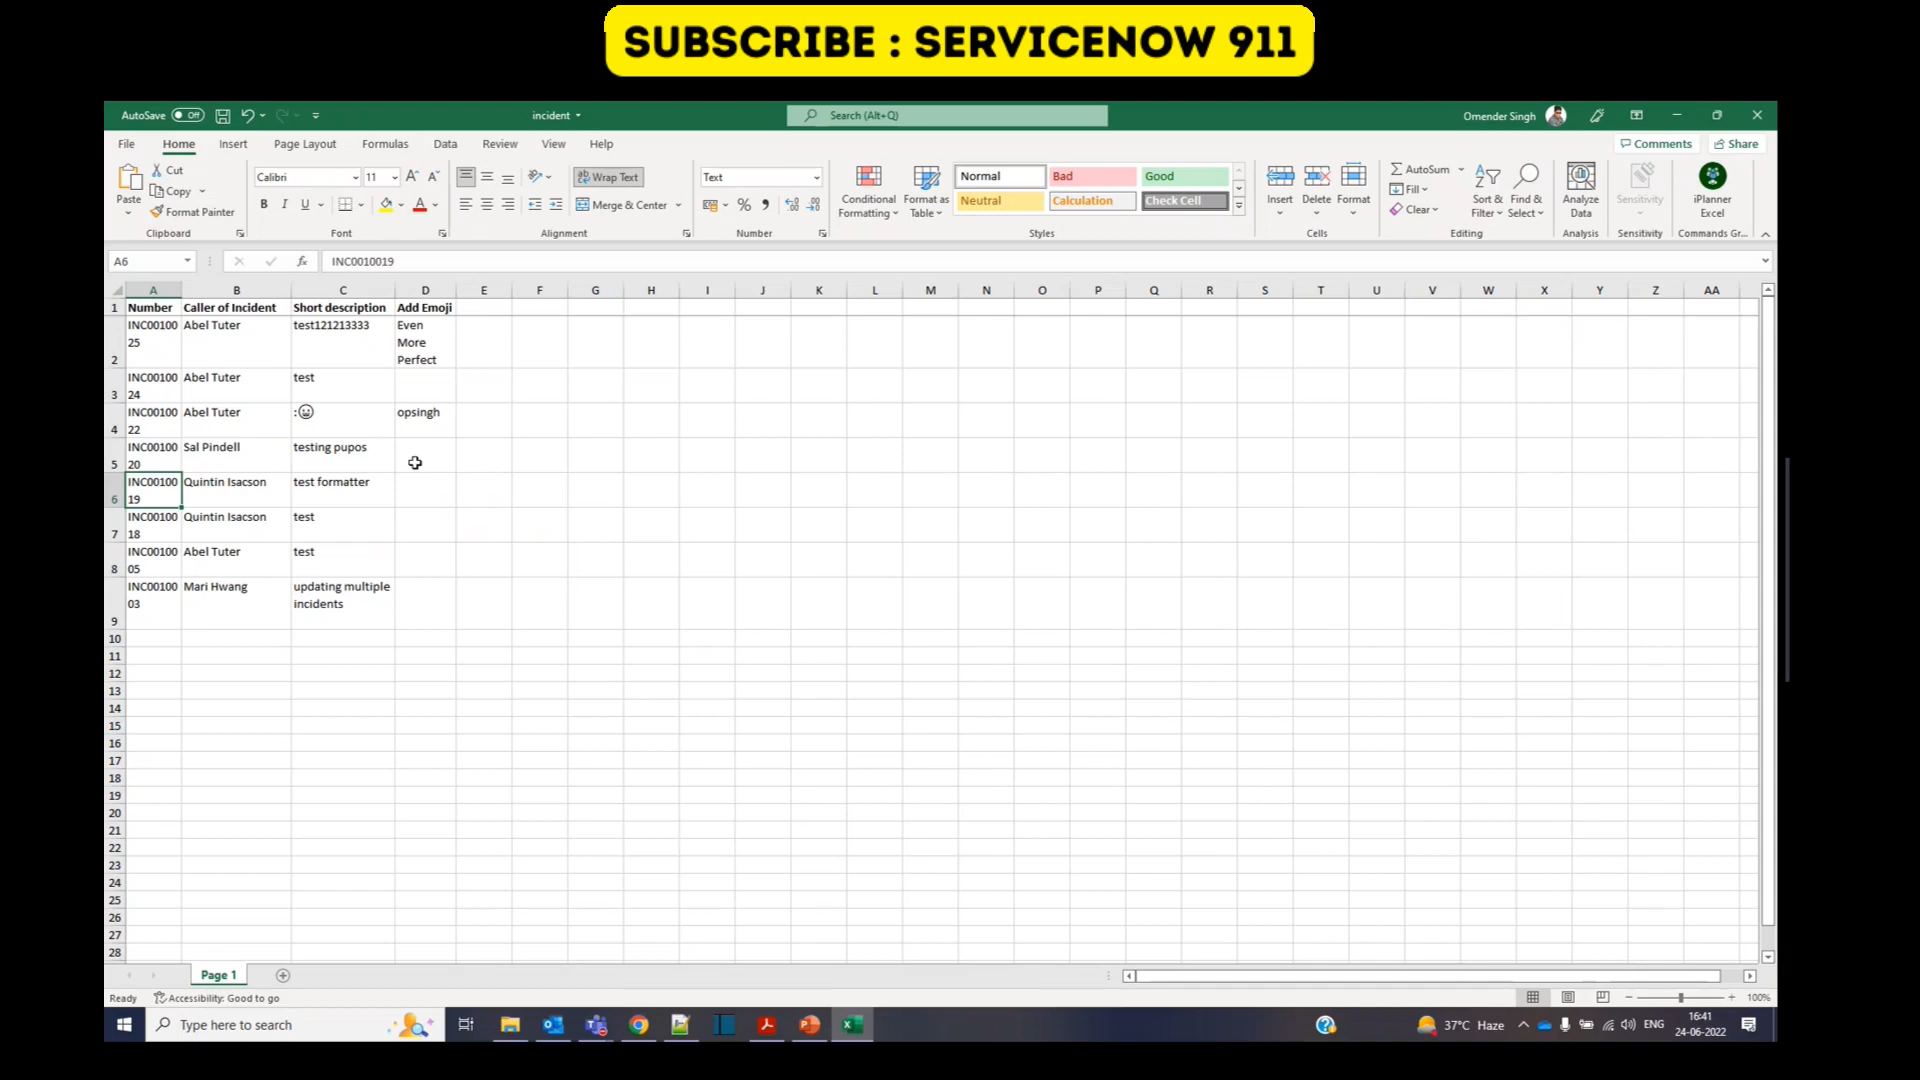 SUBSCRIBE : SERVICENOW 911
AutoSave Off
incident
Search (Alt+Q)
Omender Singh
File Home Insert Page Layout Formulas Data Review View Help
Comments Share
Paste
Cut
Copy
Format Painter
Clipboard
Calibri 11
B I U A
Font
Wrap Text
Merge & Center
Alignment
Text
Number
Conditional Formatting
Format as Table
Normal Bad Good
Neutral Calculation Check Cell
Styles
Insert Delete Format
Cells
AutoSum
Fill
Clear
Sort & Filter
Find & Select
Editing
Analyze Data
Analysis
Sensitivity
Sensitivity
iPlanner Excel
Commands Gr...
A6 fx INC0010019
A B C D E F G H I J K L M N O P Q R S T U V W X Y Z AA
1 Number Caller of Incident Short description Add Emoji
INC00100 Abel Tuter test121213333 Even
25 More
2 Perfect
INC00100 Abel Tuter test
3 24
INC00100 Abel Tuter :😀 opsingh
4 22
INC00100 Sal Pindell testing pupos
5 20
INC00100 Quintin Isacson test formatter
6 19
INC00100 Quintin Isacson test
7 18
INC00100 Abel Tuter test
8 05
INC00100 Mari Hwang updating multiple
03 incidents
9
10
11
12
13
14
15
16
17
18
19
20
21
22
23
24
25
26
27
28
Page 1
Ready Accessibility: Good to go 100%
Type here to search
37°C Haze ENG 16:41
24-06-2022